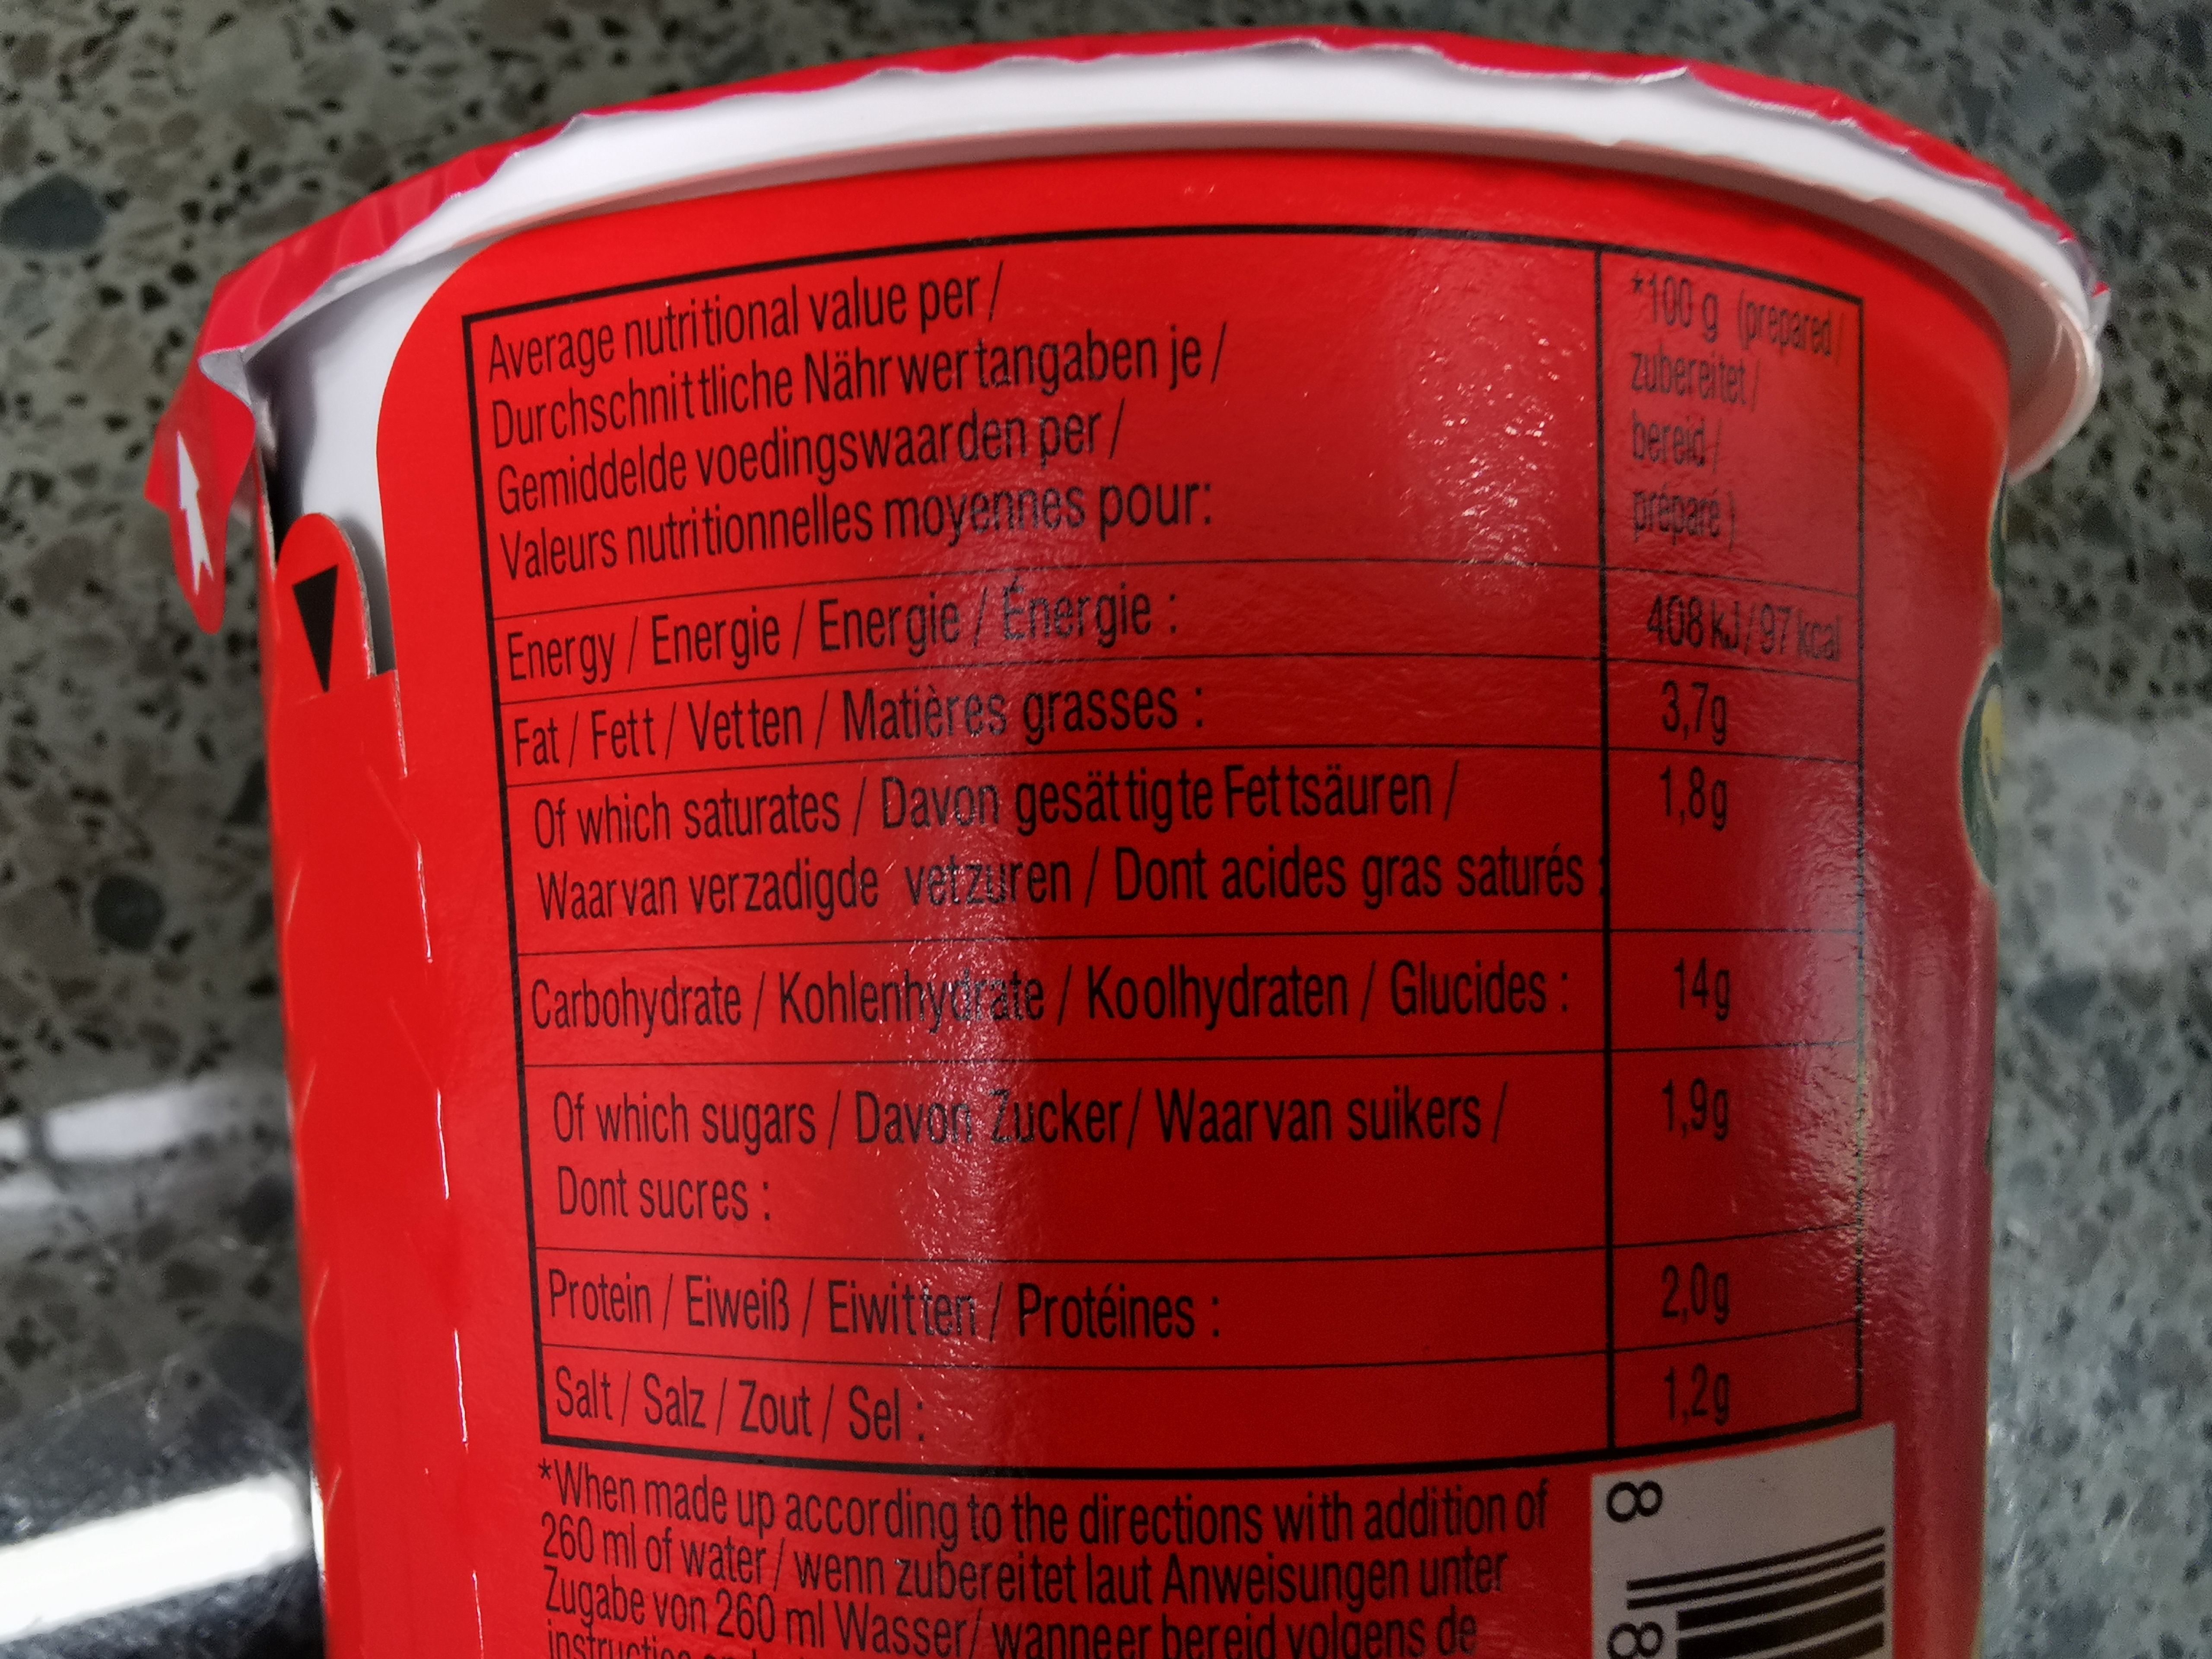 Average nutritional value per /
Durchschnittliche Nährwertangaben je /
Gemiddelde voedingswaarden per /
Valeurs nutritionnelles moyennes pour:
*100 g (prepared /
zubereitet /
bereid /
préparé)
Energy / Energie / Energie / Énergie :
408 kJ / 97 kcal
Fat / Fett / Vetten / Matières grasses :
3,7g
Of which saturates / Davon gesättigte Fettsäuren /
Waarvan verzadigde vetzuren / Dont acides gras saturés :
1,8g
Carbohydrate / Kohlenhydrate / Koolhydraten / Glucides :
14g
Of which sugars / Davon Zucker/ Waarvan suikers /
Dont sucres :
1,9g
Protein / Eiweiß / Eiwitten / Protéines :
2,0g
Salt / Salz / Zout / Sel :
1,2g
*When made up according to the directions with addition of
260 ml of water / wenn zubereitet laut Anweisungen unter
Zugabe von 260 ml Wasser/ wanneer bereid volgens de
8
8